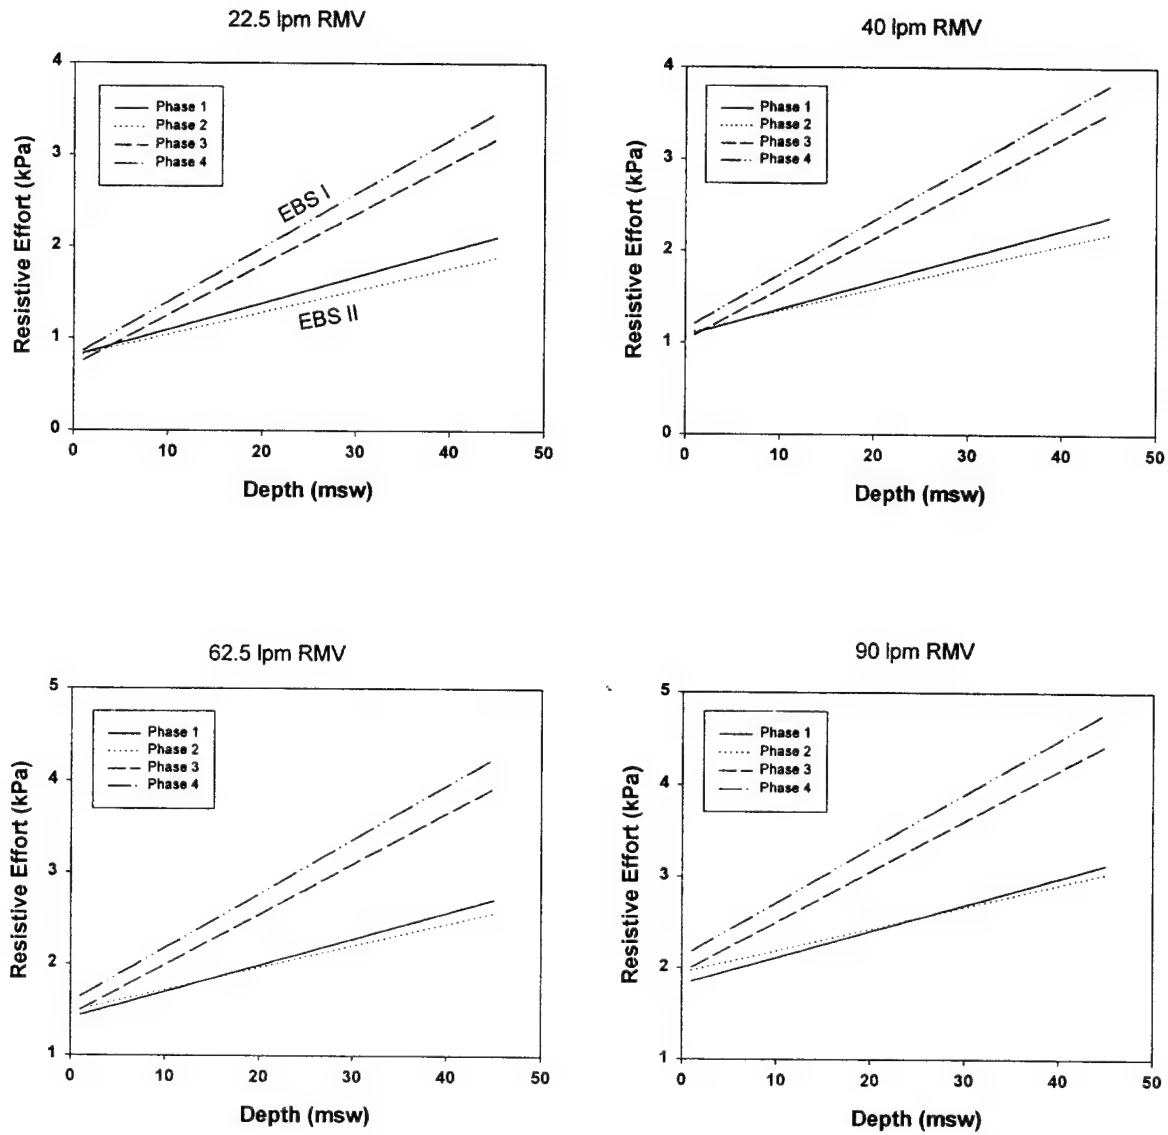 22.5 lpm RMV
4
3
2
1
0
Resistive Effort (kPa)
Phase 1
Phase 2
Phase 3
Phase 4
EBS I
EBS II
0 10 20 30 40 50
Depth (msw)
40 lpm RMV
4
3
2
1
0
Resistive Effort (kPa)
Phase 1
Phase 2
Phase 3
Phase 4
0 10 20 30 40 50
Depth (msw)
62.5 lpm RMV
5
4
3
2
1
Resistive Effort (kPa)
Phase 1
Phase 2
Phase 3
Phase 4
0 10 20 30 40 50
Depth (msw)
90 lpm RMV
5
4
3
2
1
Resistive Effort (kPa)
Phase 1
Phase 2
Phase 3
Phase 4
0 10 20 30 40 50
Depth (msw)